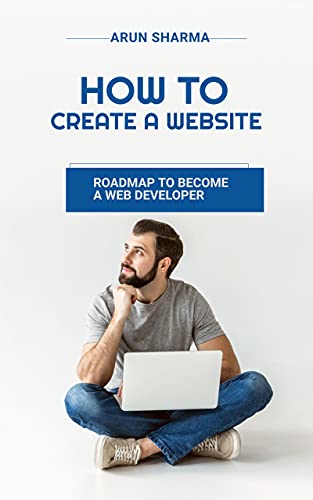 ARUN SHARMA
HOW TO
CREATE A WEBSITE
ROADMAP TO BECOME
A WEB DEVELOPER